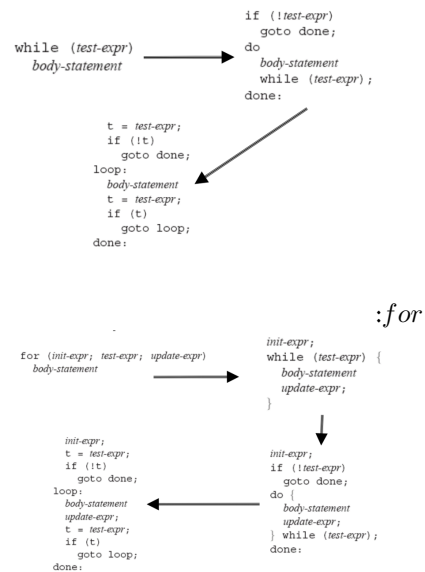 while (test-expr)
body-statement
if (!test-expr)
goto done;
do
body-statement
while (test-expr);
done:
t = test-expr;
if (!t)
goto done;
loop:
body-statement
t = test-expr;
if (t)
goto loop;
done:
:for
for (init-expr; test-expr; update-expr)
body-statement
init-expr;
while (test-expr) {
body-statement
update-expr;
}
init-expr;
if (!test-expr)
goto done;
do {
body-statement
update-expr;
} while (test-expr);
done:
init-expr;
t = test-expr;
if (!t)
goto done;
loop:
body-statement
update-expr;
t = test-expr;
if (t)
goto loop;
done: